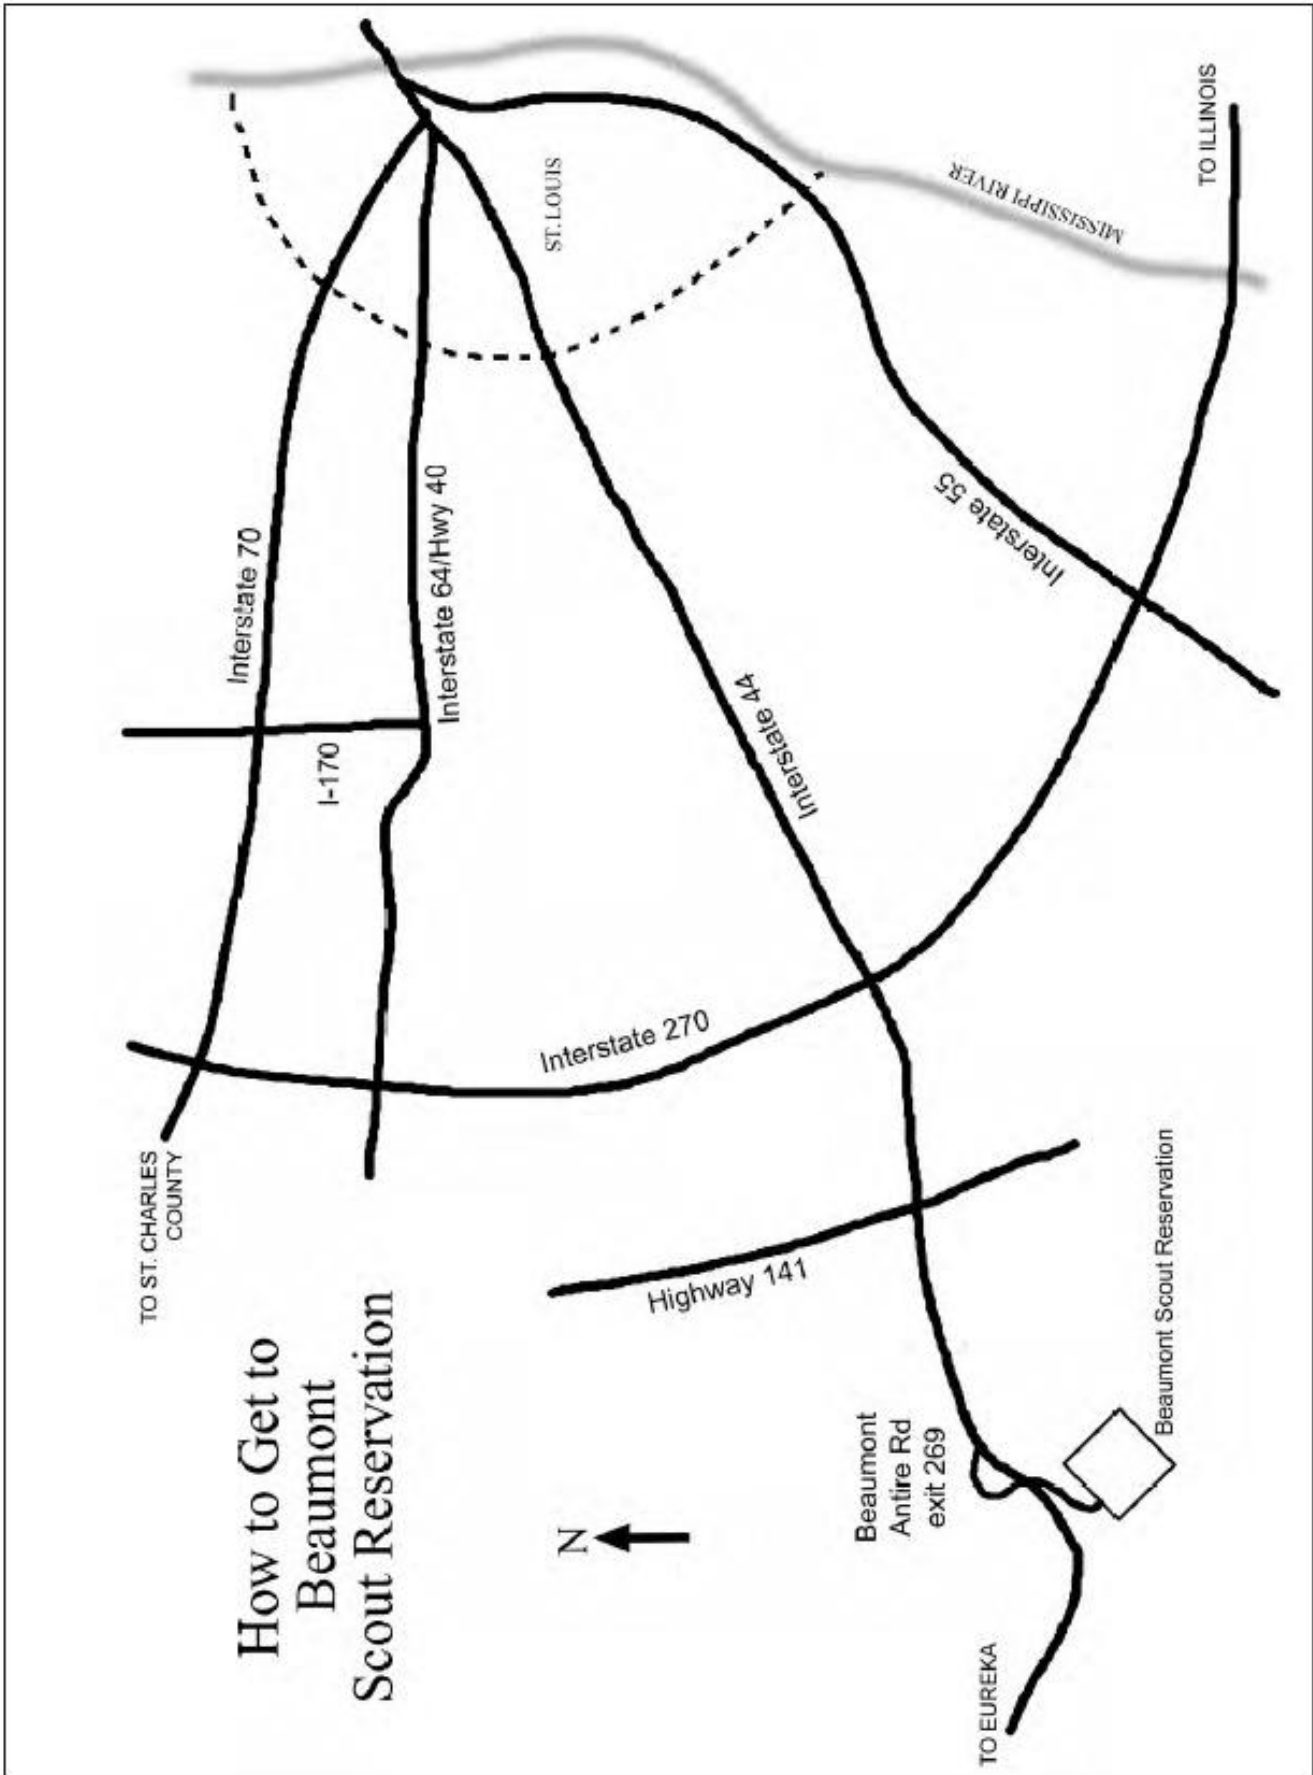 How to Get to
Beaumont
Scout Reservation
TO ST. CHARLES
COUNTY
Interstate 70
I-170
Interstate 64/Hwy 40
ST. LOUIS
MISSISSIPPI RIVER
TO ILLINOIS
Interstate 55
Interstate 44
Interstate 270
Highway 141
N
Beaumont
Antire Rd
exit 269
Beaumont Scout Reservation
TO EUREKA